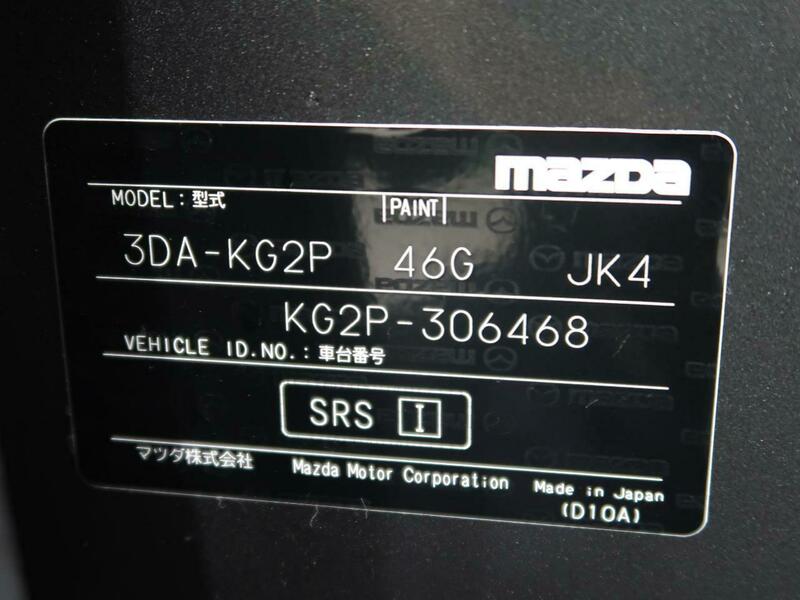 mazda
MODEL：型式 PAINT
3DA-KG2P 46G JK4
KG2P-306468
VEHICLE ID.NO.：車台番号
SRS I
マツダ株式会社 Mazda Motor Corporation Made in Japan
(D10A)